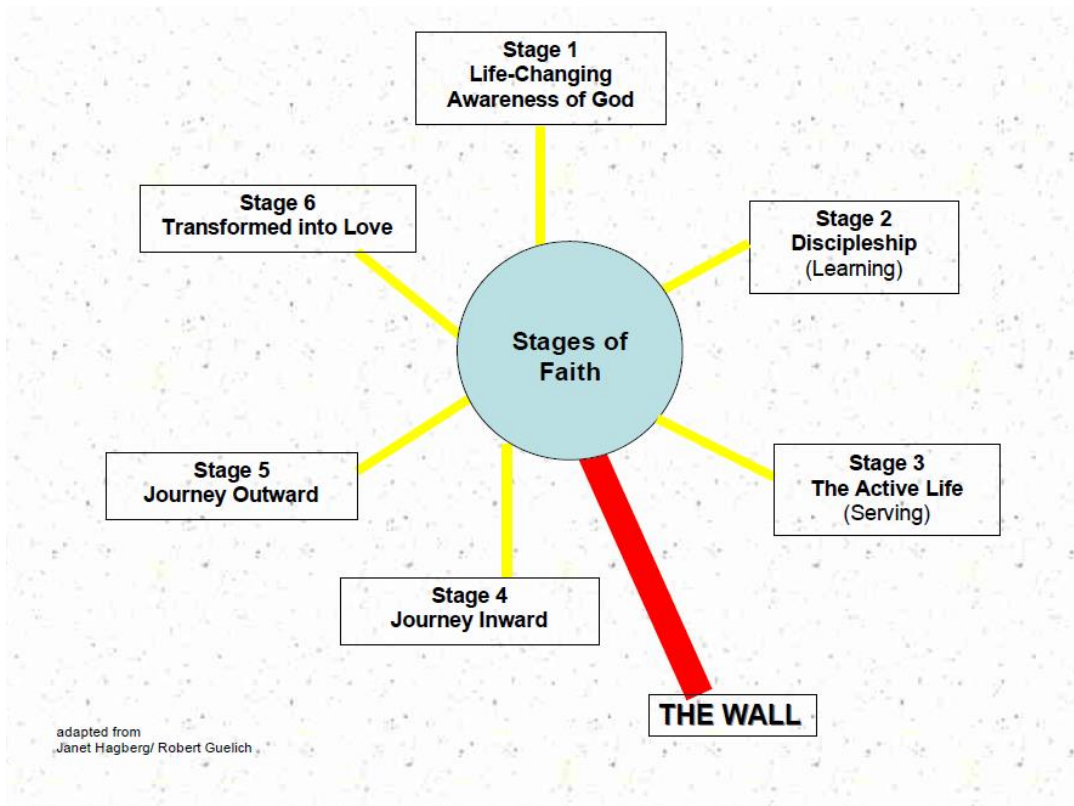 Stage 1
Life-Changing
Awareness of God
Stage 6
Transformed into Love
Stage 2
Discipleship
(Learning)
Stages of
Faith
Stage 5
Journey Outward
Stage 3
The Active Life
(Serving)
Stage 4
Journey Inward
THE WALL
adapted from
Janet Hagberg/ Robert Guelich